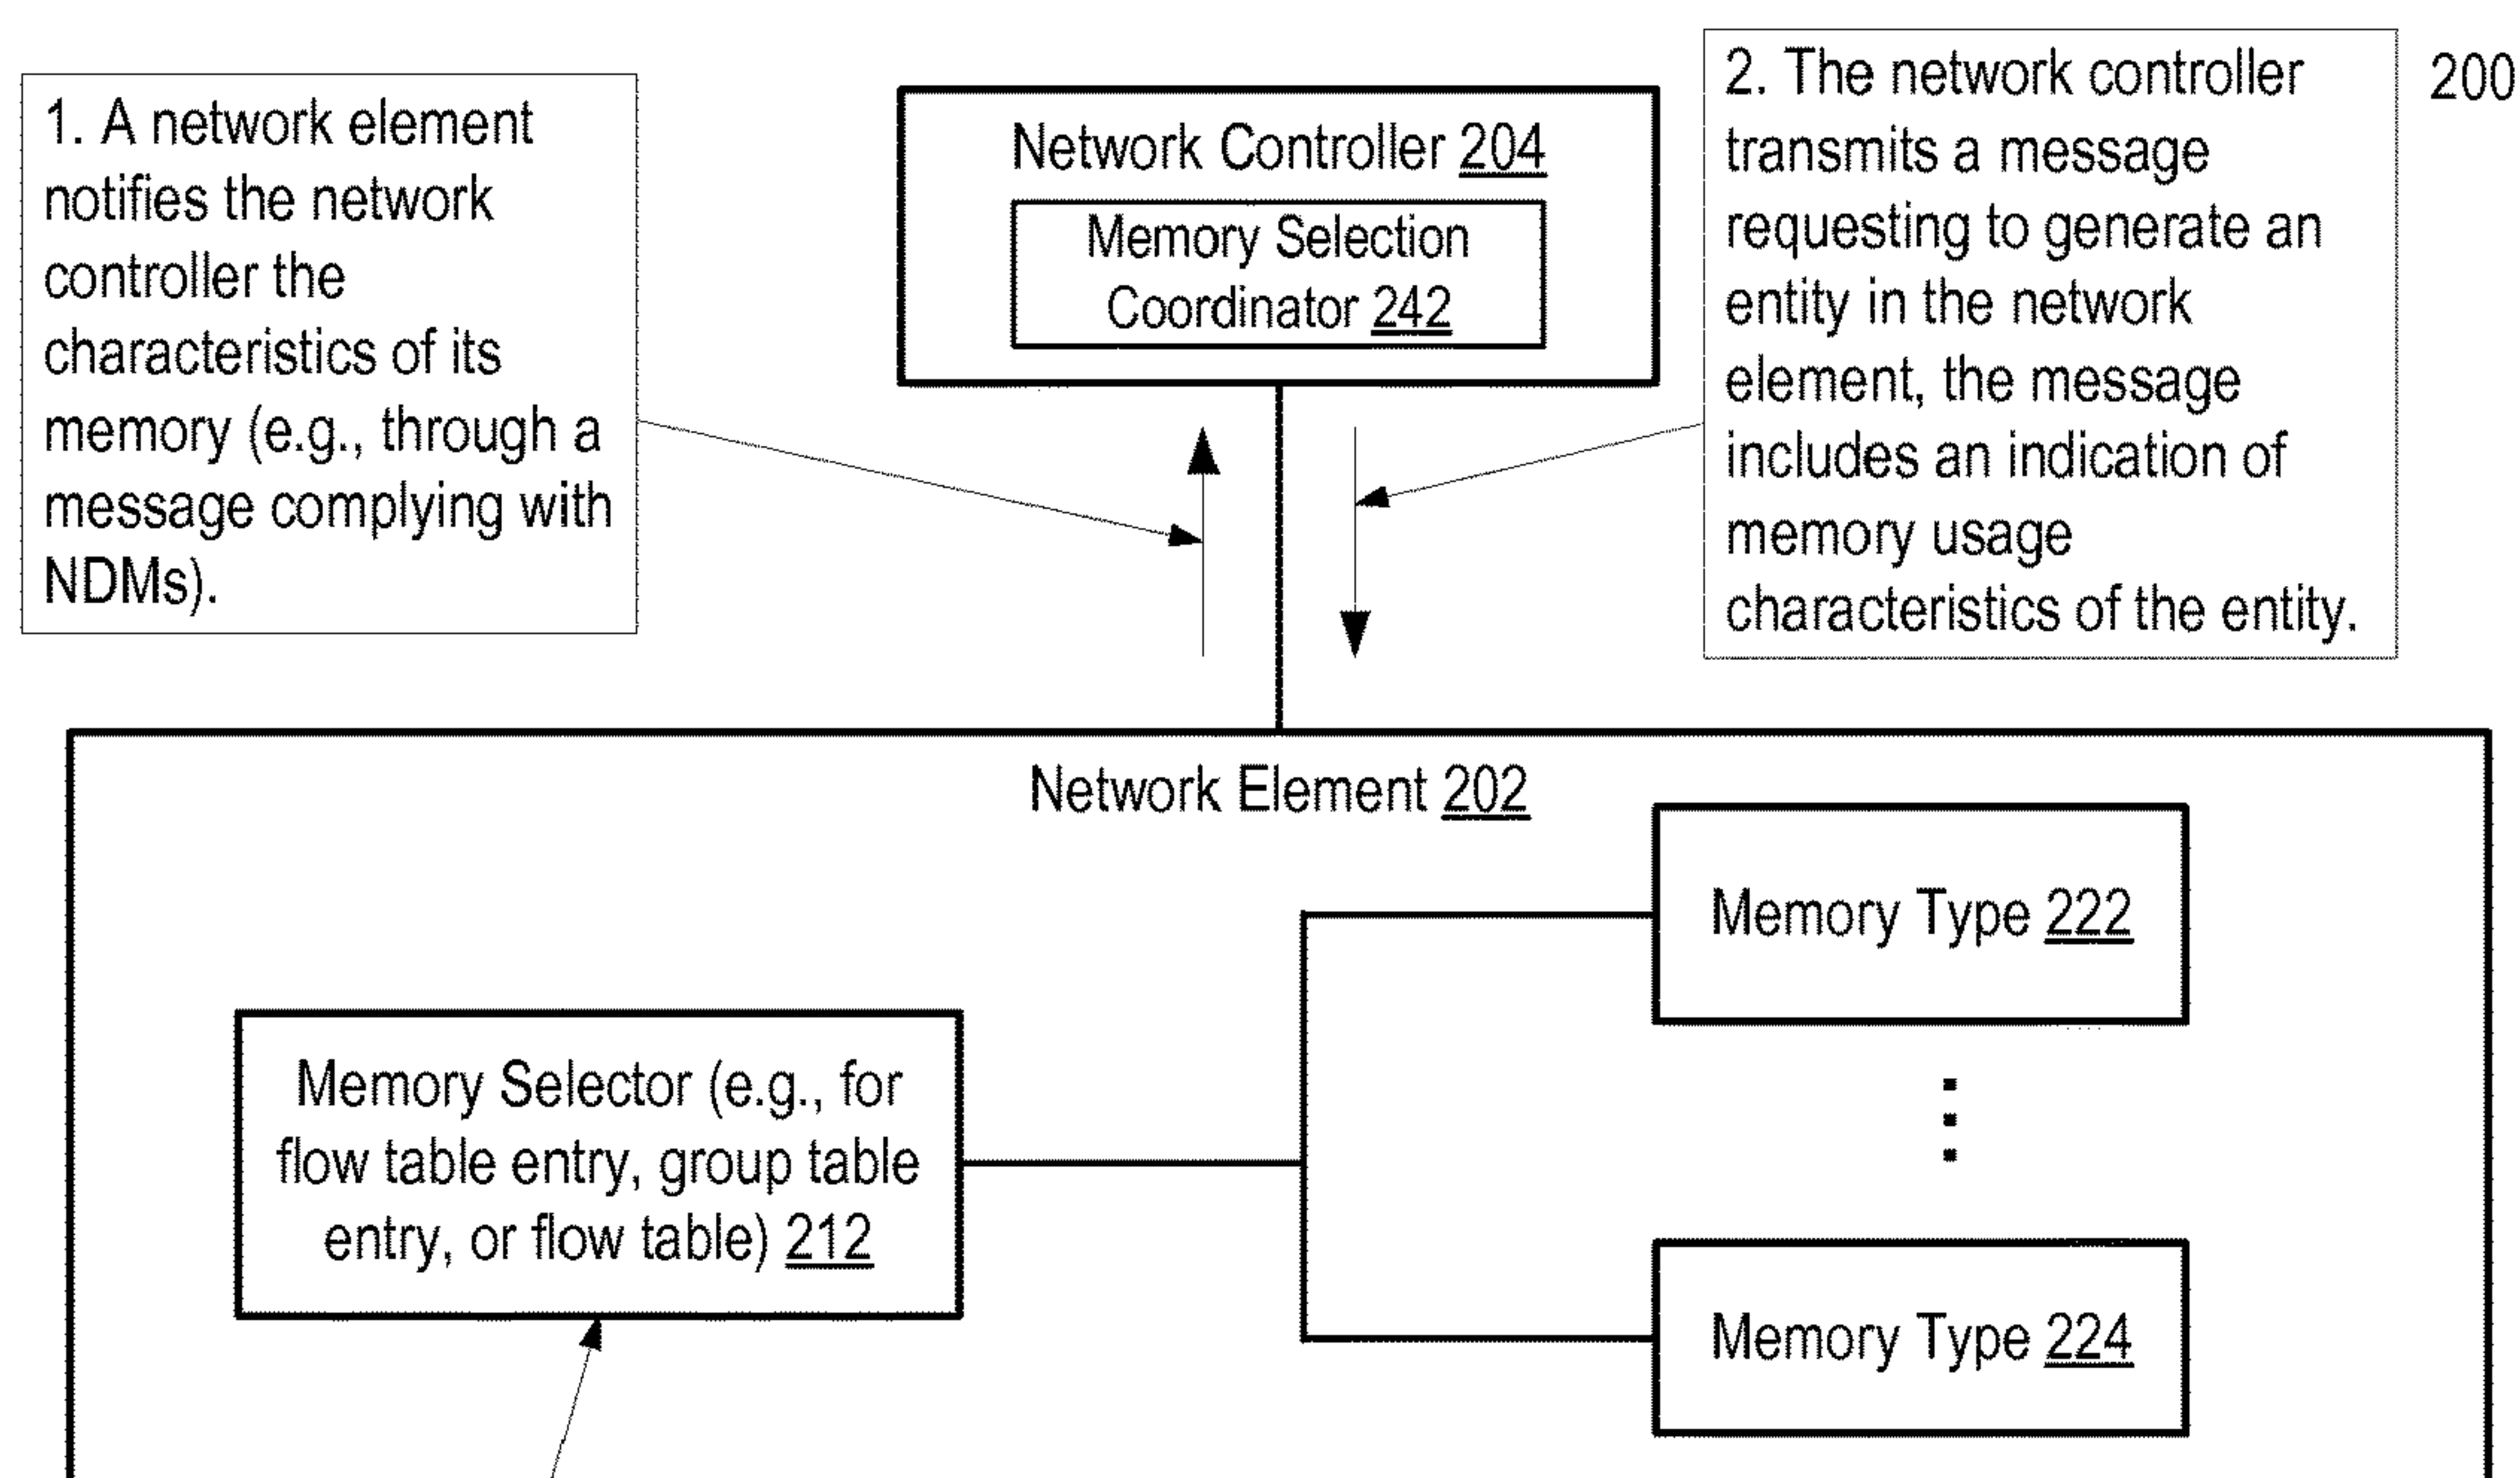 1. A network element
notifies the network
controller the
characteristics of its
memory (e.g., through a
message complying with
NDMs).
Network Controller 204
Memory Selection
Coordinator 242
2. The network controller
transmits a message
requesting to generate an
entity in the network
element, the message
includes an indication of
memory usage
characteristics of the entity.
200
Network Element 202
Memory Type 222
Memory Selector (e.g., for
flow table entry, group table
entry, or flow table) 212
Memory Type 224